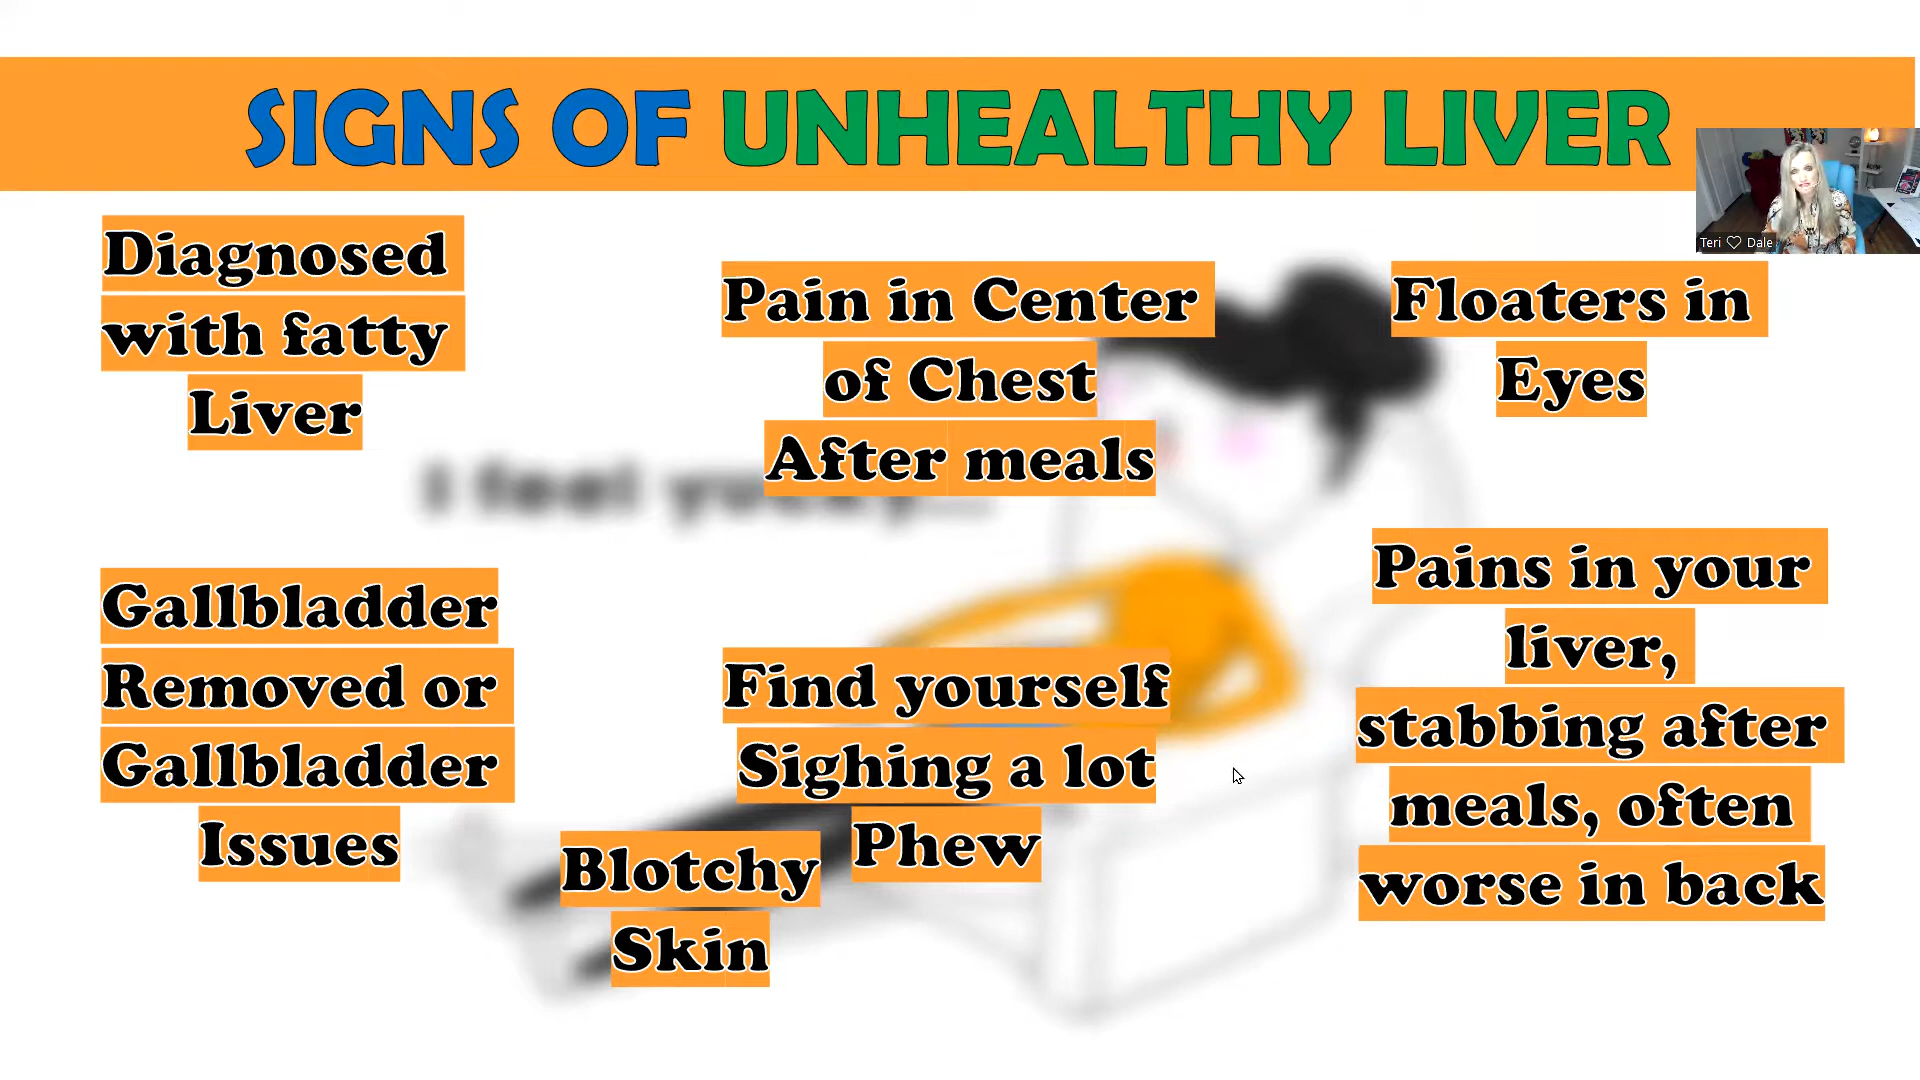 SIGNS OF UNHEALTHY LIVER
Teri ♡ Dale
Diagnosed
with fatty
Liver
Pain in Center
of Chest
After meals
Floaters in
Eyes
I feel yucky...
Gallbladder
Removed or
Gallbladder
Issues
Find yourself
Sighing a lot
Phew
Blotchy
Skin
Pains in your
liver,
stabbing after
meals, often
worse in back